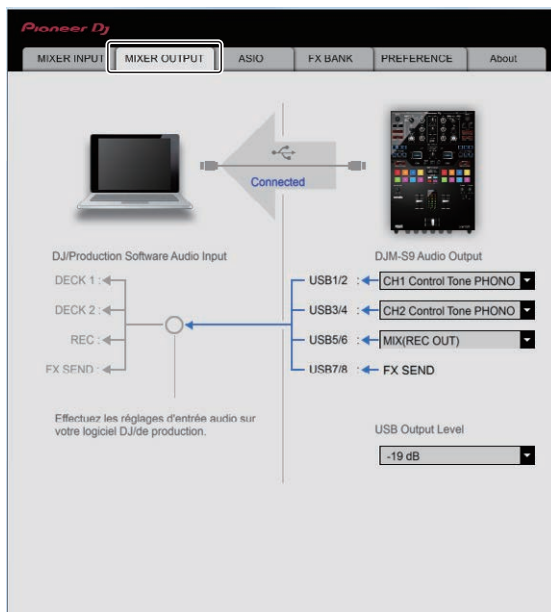 Pioneer Dj
MIXER INPUT
MIXER OUTPUT
ASIO
FX BANK
PREFERENCE
About
Connected
DJ/Production Software Audio Input
DECK 1 :
DECK 2 :
REC :
FX SEND :
Effectuez les réglages d'entrée audio sur
votre logiciel DJ/de production.
DJM-S9 Audio Output
USB1/2 : CH1 Control Tone PHONO
USB3/4 : CH2 Control Tone PHONO
USB5/6 : MIX(REC OUT)
USB7/8 : FX SEND
USB Output Level
-19 dB